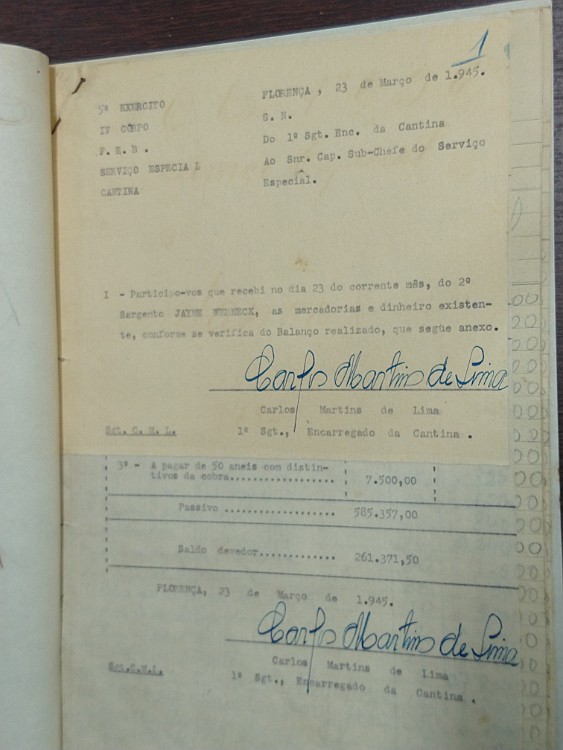 1
FLORENÇA , 23 de Março de 1.945.
5º EXERCITO
S. N.
IV CORPO
Do 1º Sgt. Enc. da Cantina
F. E. B .
Ao Snr. Cap. Sub-Chefe do Serviço
SERVIÇO ESPECIA L
Especial.
CANTINA
I - Participo-vos que recebi no dia 23 do corrente mês, do 2º
Sargento JAYME WERNECK, as mercadorias e dinheiro existen-
te, conforme se verifica do Balanço realizado, que segue anexo.
Carlos Martins de Lima
Carlos Martins de Lima
Sgt. C. M. L.
1º Sgt., Encarregado da Cantina .
3º - A pagar de 50 aneis com distin-
tivos da cobra.................. 7.500,00
Passivo .................. 585.357,00
Saldo devedor............. 261.371,50
FLORENÇA, 23 de Março de 1.945.
Carlos Martins de Lima
Carlos Martins de Lima
Sgt.C.M.L.
1º Sgt., Encarregado da Cantina .